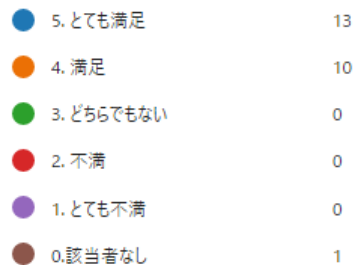 5. とても満足 13
4. 満足 10
3. どちらでもない 0
2. 不満 0
1. とても不満 0
0.該当者なし 1